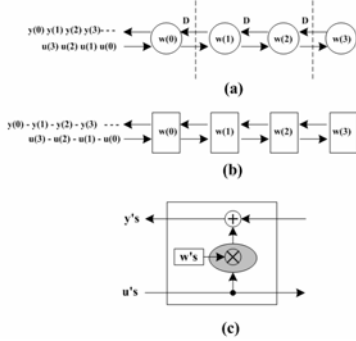 D D D
y(0) y(1) y(2) y(3)---
u(3) u(2) u(1) u(0)
w(0) w(1) w(2) w(3)
(a)
y(0) - y(1) - y(2) - y(3) ---
u(3) - u(2) - u(1) - u(0)
w(0) w(1) w(2) w(3)
(b)
y's
w's
u's
(c)